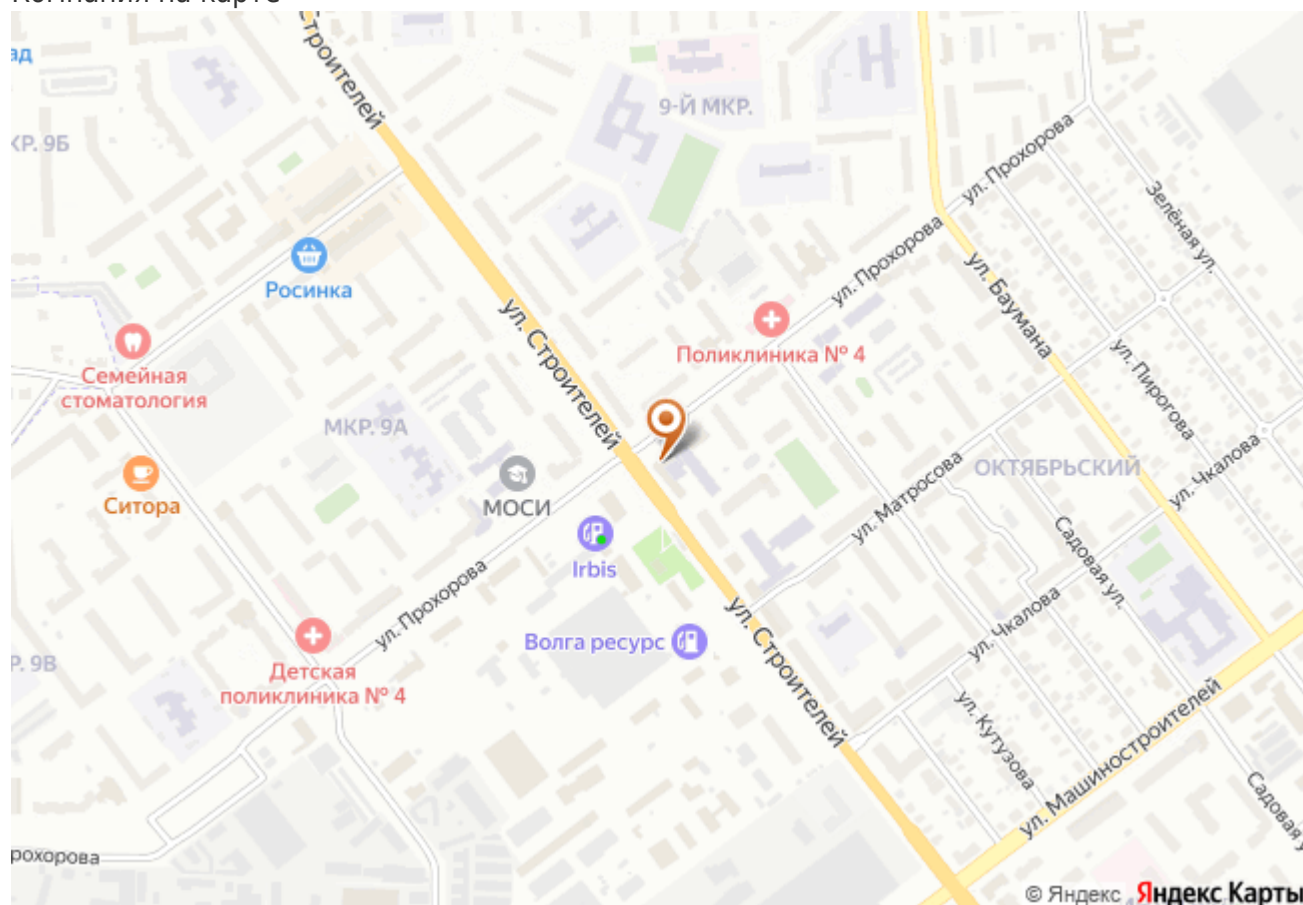 ад
Строителей
9-Й МКР.
КР. 9Б
ул. Прохорова
Зелёная ул.
ул. Прохорова
ул. Баумана
Росинка
ул. Строителей
Поликлиника № 4
Семейная
стоматология
ул. Пирогова
МКР. 9А
ул. Матросова
ОКТЯБРЬСКИЙ
ул. Чкалова
Ситора
МОСИ
Садовая ул.
Irbis
ул. Прохорова
ул. Чкалова
ул. Строителей
Волга ресурс
Р. 9В
Детская
поликлиника № 4
ул. Кутузова
ул. Машиностроителей
Садовая у
рохорова
© Яндекс Яндекс Карты